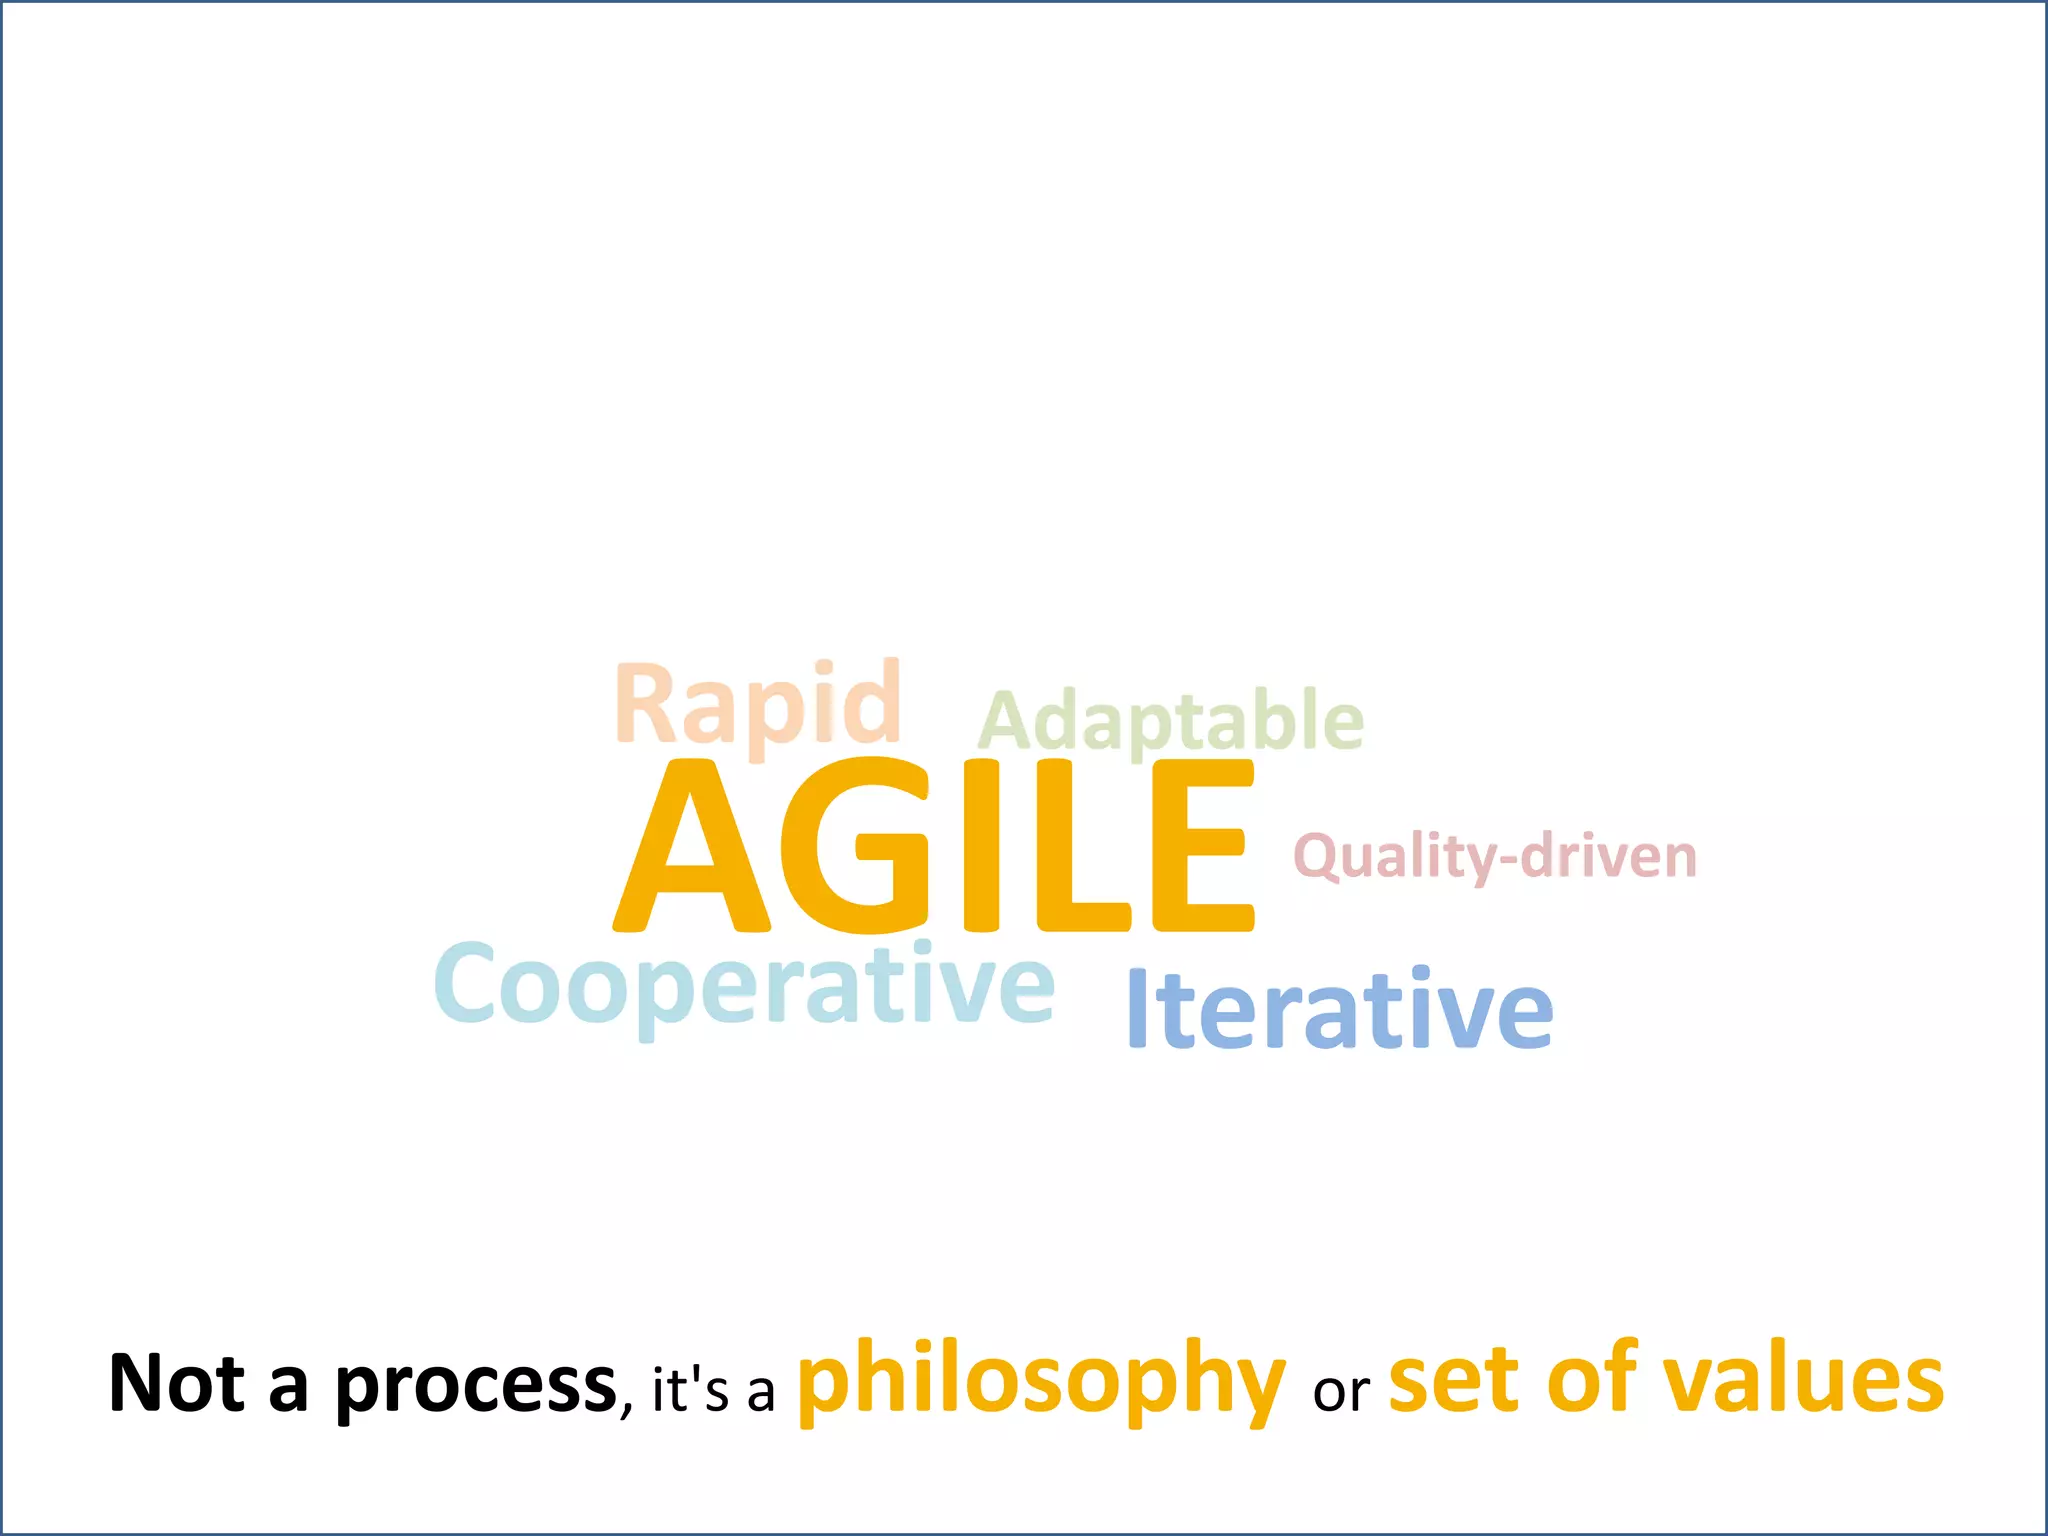 Rapid
Adaptable
AGILE
Quality-driven
Cooperative
Iterative
Not a process, it's a philosophy or set of values